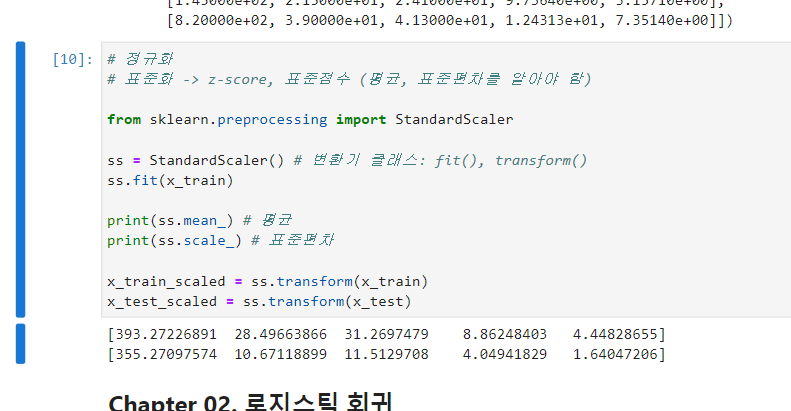 [1.45000e+02, 2.15000e+01, 2.41000e+01, 9.75640e+00, 3.15710e+00],
[8.20000e+02, 3.90000e+01, 4.13000e+01, 1.24313e+01, 7.35140e+00]])
[10]: # 정규화
# 표준화 -> z-score, 표준점수 (평균, 표준편차를 알아야 함)
from sklearn.preprocessing import StandardScaler
ss = StandardScaler() # 변환기 클래스: fit(), transform()
ss.fit(x_train)
print(ss.mean_) # 평균
print(ss.scale_) # 표준편차
x_train_scaled = ss.transform(x_train)
x_test_scaled = ss.transform(x_test)
[393.27226891 28.49663866 31.2697479 8.86248403 4.44828655]
[355.27097574 10.67118899 11.5129708 4.04941829 1.64047206]
Chapter 02. 로지스틱 회귀